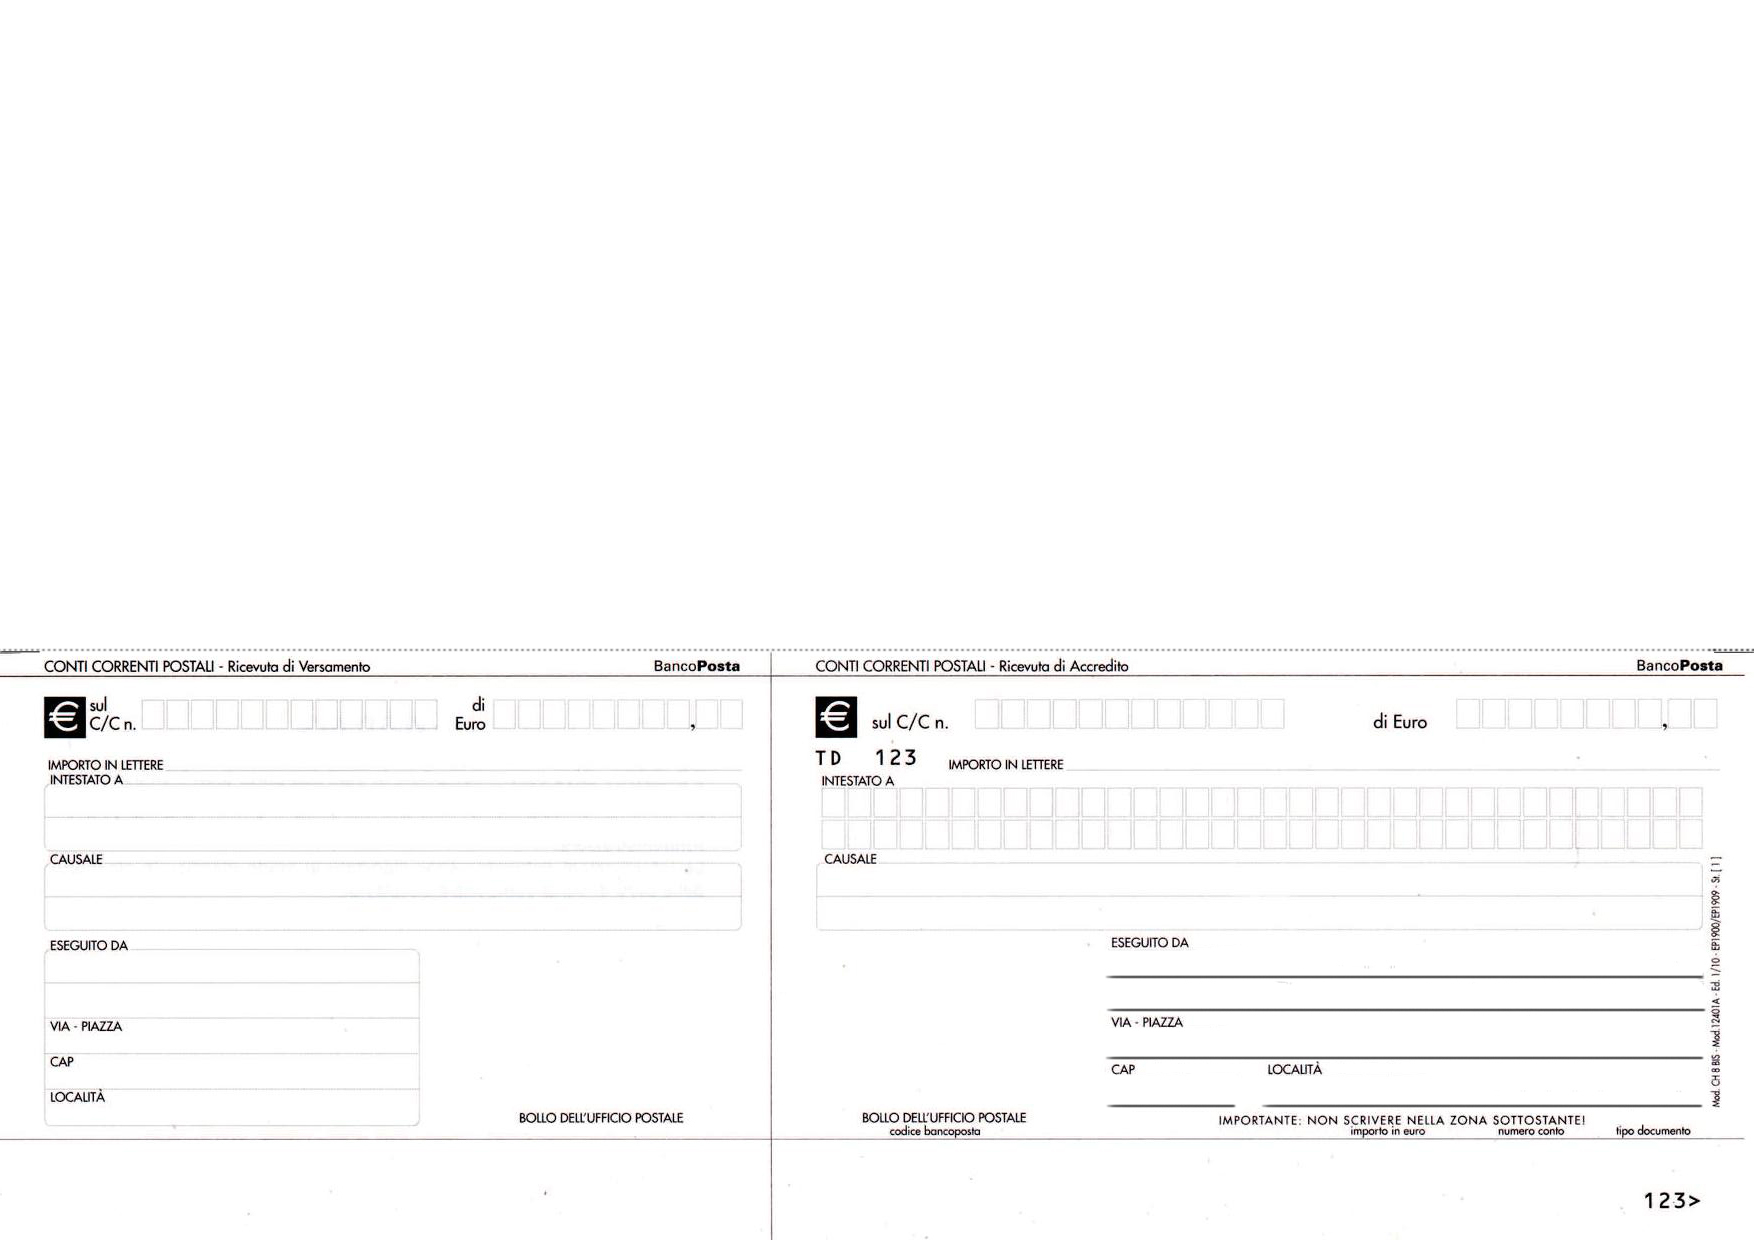 CONTI CORRENTI POSTALI - Ricevuta di Versamento BancoPosta
€ sul C/C n. di Euro ,
IMPORTO IN LETTERE
INTESTATO A
CAUSALE
ESEGUITO DA
VIA - PIAZZA
CAP
LOCALITÀ
BOLLO DELL'UFFICIO POSTALE
CONTI CORRENTI POSTALI - Ricevuta di Accredito BancoPosta
€ sul C/C n. di Euro ,
TD 123 IMPORTO IN LETTERE
INTESTATO A
CAUSALE
ESEGUITO DA
VIA - PIAZZA
CAP LOCALITÀ
BOLLO DELL'UFFICIO POSTALE
codice bancoposta
IMPORTANTE: NON SCRIVERE NELLA ZONA SOTTOSTANTE!
importo in euro numero conto tipo documento
123>
Mod. CH 8 BIS - Mod.12401A - Ed. 1/10 - EP1900/EP1909 - St. [1]